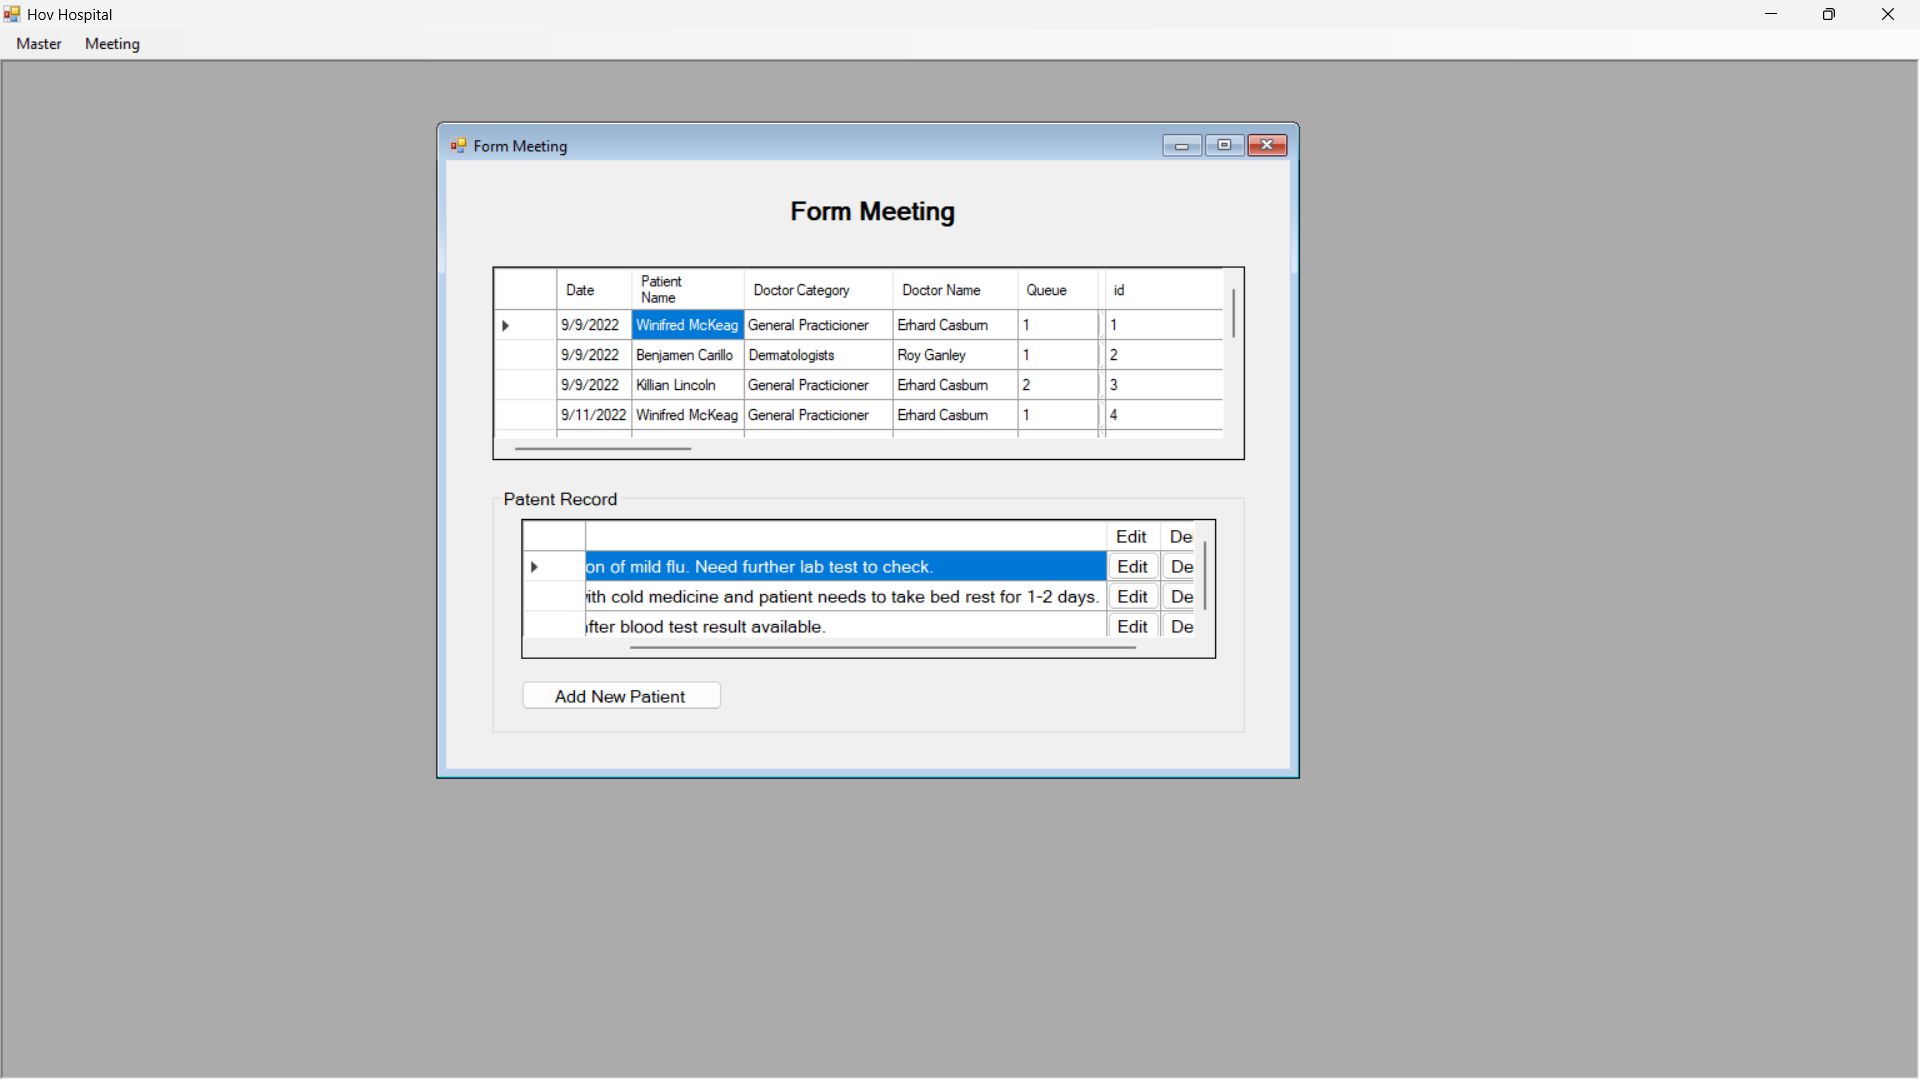 Hov Hospital
Master Meeting
Form Meeting
Form Meeting
Date Patient Name Doctor Category Doctor Name Queue id
9/9/2022 Winifred McKeag General Practicioner Erhard Casburn 1 1
9/9/2022 Benjamen Carillo Dermatologists Roy Ganley 1 2
9/9/2022 Killian Lincoln General Practicioner Erhard Casburn 2 3
9/11/2022 Winifred McKeag General Practicioner Erhard Casburn 1 4
Patent Record
Edit De
on of mild flu. Need further lab test to check. Edit De
ith cold medicine and patient needs to take bed rest for 1-2 days. Edit De
fter blood test result available. Edit De
Add New Patient